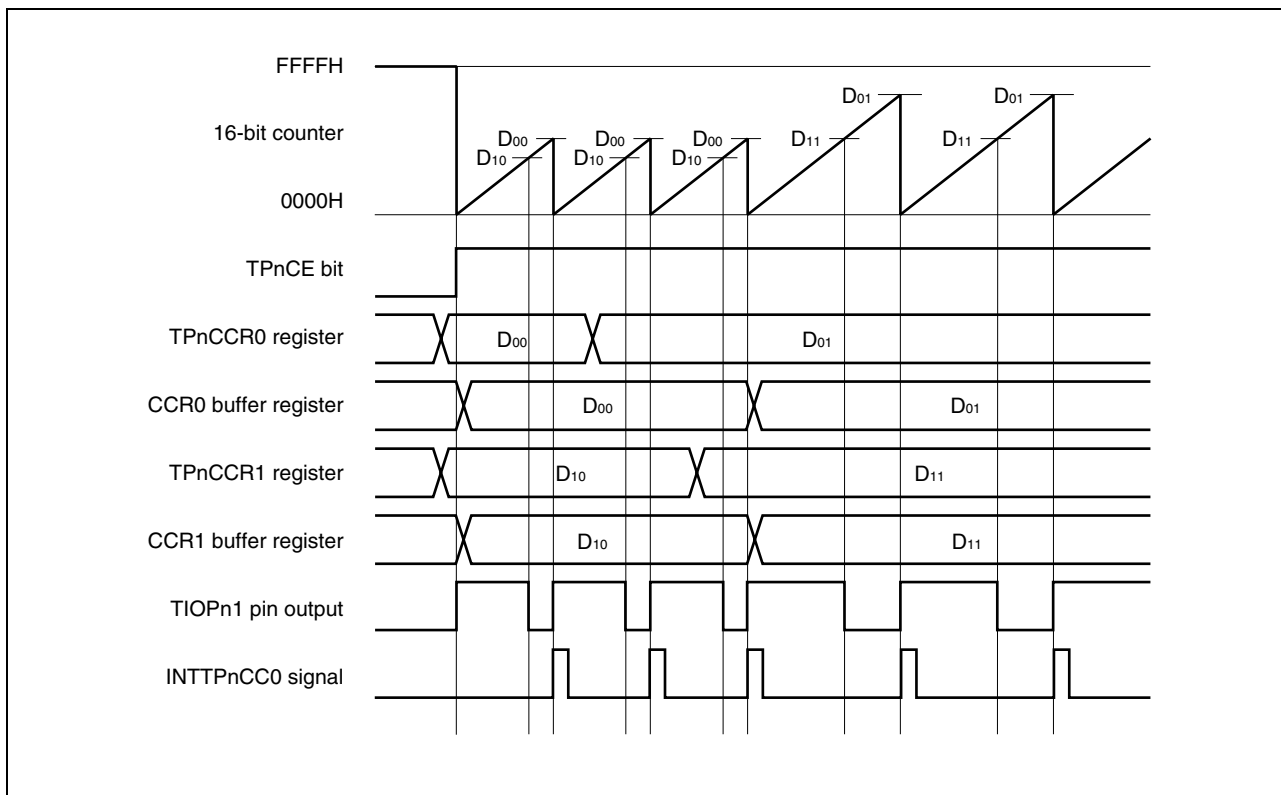 FFFFH
16-bit counter
0000H
D₀₀ D₀₀ D₀₀ D₀₁ D₀₁
D₁₀ D₁₀ D₁₀ D₁₁ D₁₁
TPnCE bit
TPnCCR0 register D₀₀ D₀₁
CCR0 buffer register D₀₀ D₀₁
TPnCCR1 register D₁₀ D₁₁
CCR1 buffer register D₁₀ D₁₁
TIOPn1 pin output
INTTPnCC0 signal